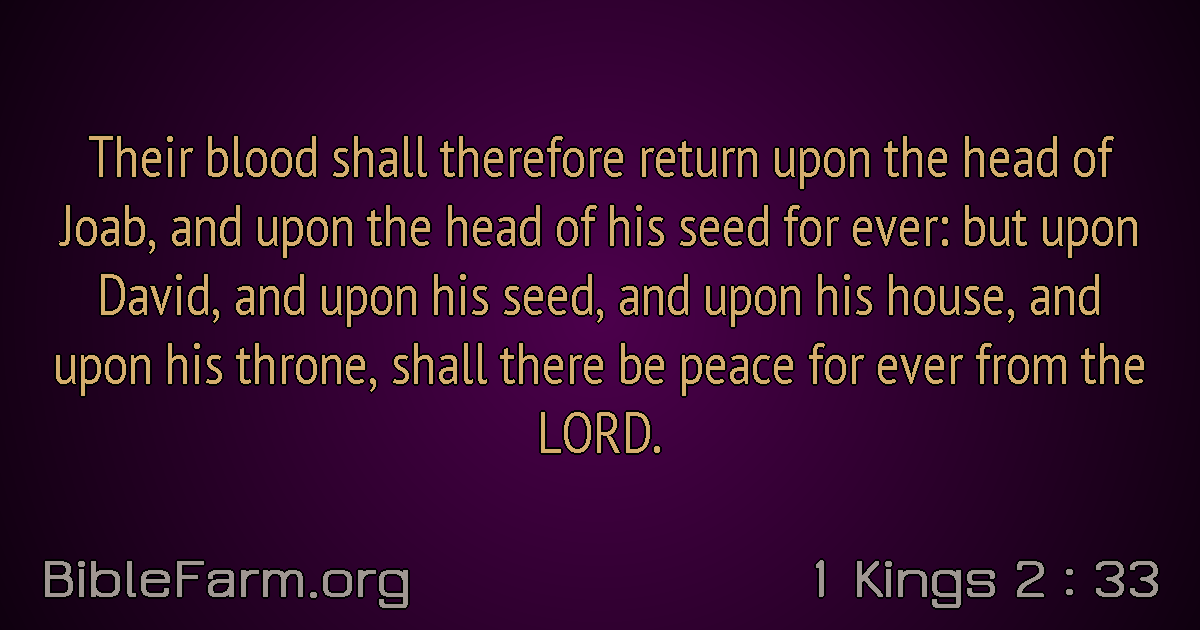 Their blood shall therefore return upon the head of
Joab, and upon the head of his seed for ever: but upon
David, and upon his seed, and upon his house, and
upon his throne, shall there be peace for ever from the
LORD.
BibleFarm.org
1 Kings 2 : 33